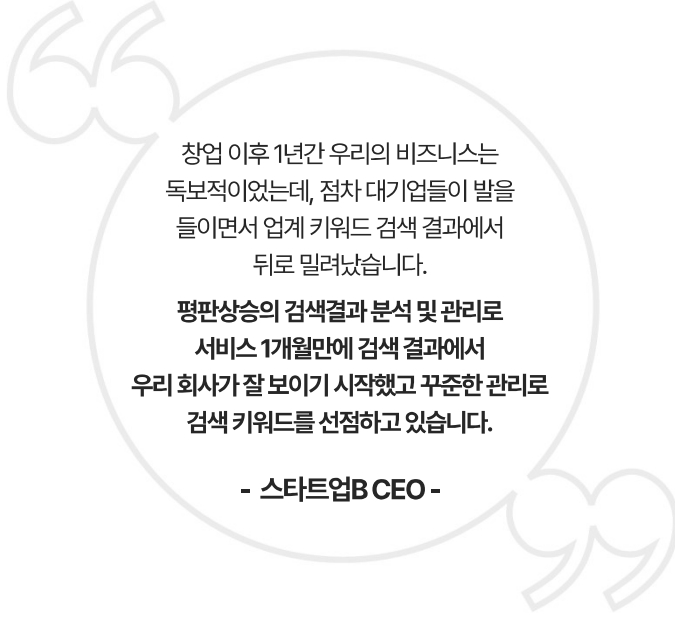 창업 이후 1년간 우리의 비즈니스는
독보적이었는데, 점차 대기업들이 발을
들이면서 업계 키워드 검색 결과에서
뒤로 밀려났습니다.
평판상승의 검색결과 분석 및 관리로
서비스 1개월만에 검색 결과에서
우리 회사가 잘 보이기 시작했고 꾸준한 관리로
검색 키워드를 선점하고 있습니다.
- 스타트업B CEO -